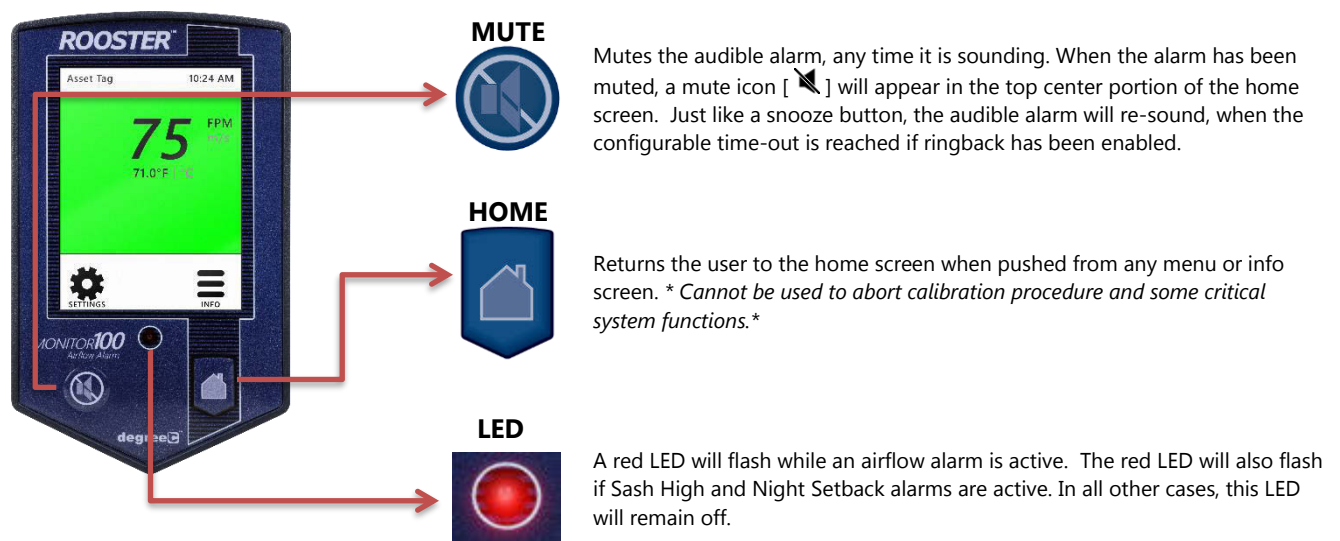 ROOSTER™
Asset Tag 10:24 AM
75 FPM
m/s
71.0°F | °C
SETTINGS INFO
MONITOR100
Airflow Alarm
degreeC
MUTE
Mutes the audible alarm, any time it is sounding. When the alarm has been
muted, a mute icon [ ] will appear in the top center portion of the home
screen. Just like a snooze button, the audible alarm will re-sound, when the
configurable time-out is reached if ringback has been enabled.
HOME
Returns the user to the home screen when pushed from any menu or info
screen. * Cannot be used to abort calibration procedure and some critical
system functions.*
LED
A red LED will flash while an airflow alarm is active. The red LED will also flash
if Sash High and Night Setback alarms are active. In all other cases, this LED
will remain off.